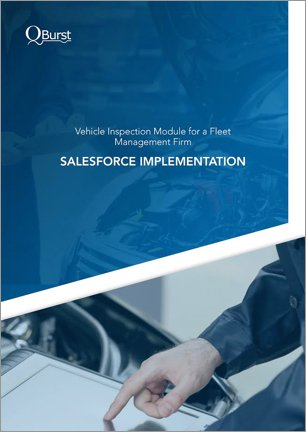 QBurst
Vehicle Inspection Module for a Fleet
Management Firm
SALESFORCE IMPLEMENTATION